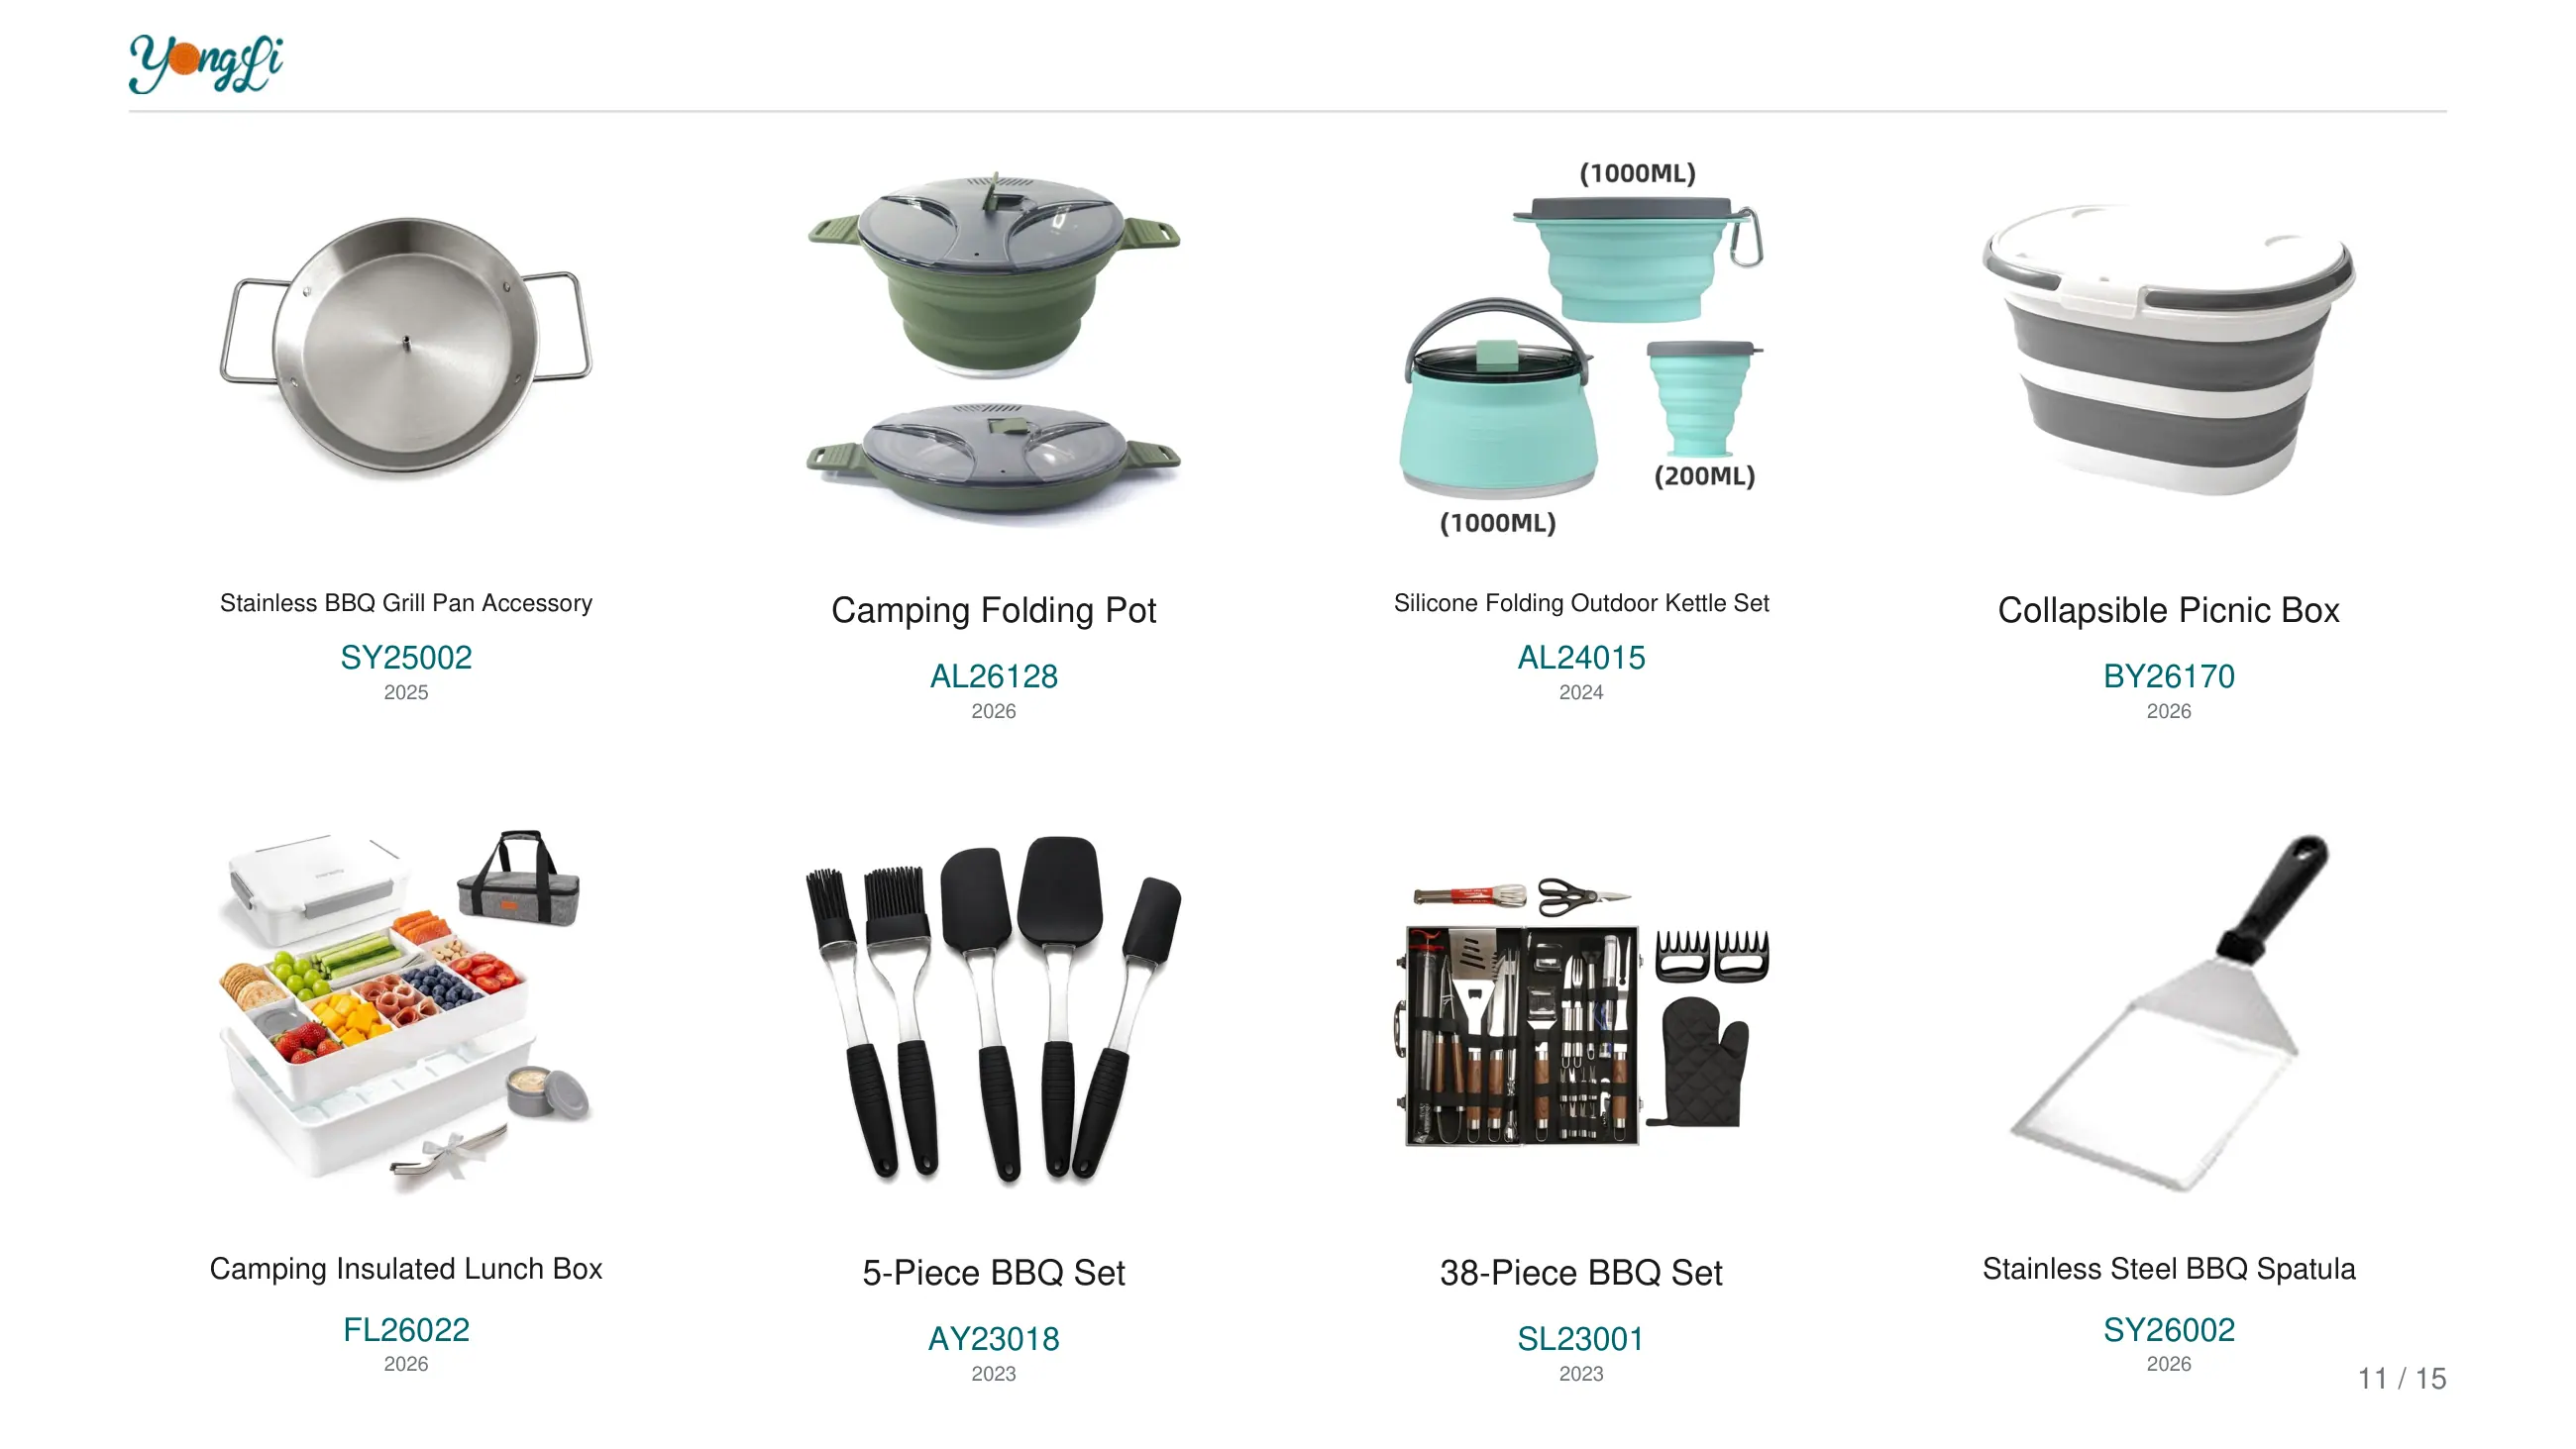 YongLi
(1000ML)
(200ML)
(1000ML)
Stainless BBQ Grill Pan Accessory
SY25002
2025
Camping Folding Pot
AL26128
2026
Silicone Folding Outdoor Kettle Set
AL24015
2024
Collapsible Picnic Box
BY26170
2026
Camping Insulated Lunch Box
FL26022
2026
5-Piece BBQ Set
AY23018
2023
38-Piece BBQ Set
SL23001
2023
Stainless Steel BBQ Spatula
SY26002
2026
11 / 15